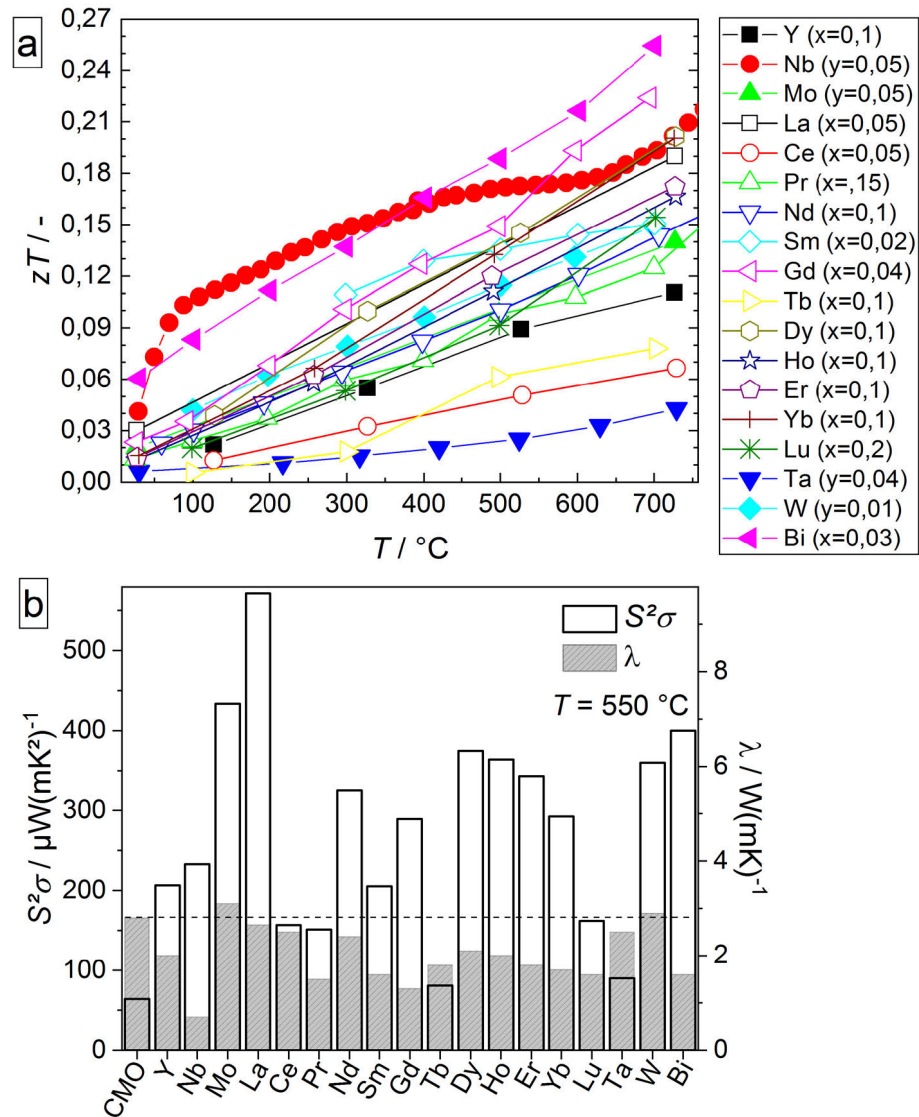 a
0,27
0,24
0,21
0,18
0,15
0,12
0,09
0,06
0,03
0,00
zT / -
100 200 300 400 500 600 700
T / °C
Y (x=0,1)
Nb (y=0,05)
Mo (y=0,05)
La (x=0,05)
Ce (x=0,05)
Pr (x=,15)
Nd (x=0,1)
Sm (x=0,02)
Gd (x=0,04)
Tb (x=0,1)
Dy (x=0,1)
Ho (x=0,1)
Er (x=0,1)
Yb (x=0,1)
Lu (x=0,2)
Ta (y=0,04)
W (y=0,01)
Bi (x=0,03)
b
500
400
300
200
100
0
S²σ / µW(mK²)⁻¹
S²σ
λ
T = 550 °C
8
6
4
2
0
λ / W(mK)⁻¹
CMO Y Nb Mo La Ce Pr Nd Sm Gd Tb Dy Ho Er Yb Lu Ta W Bi